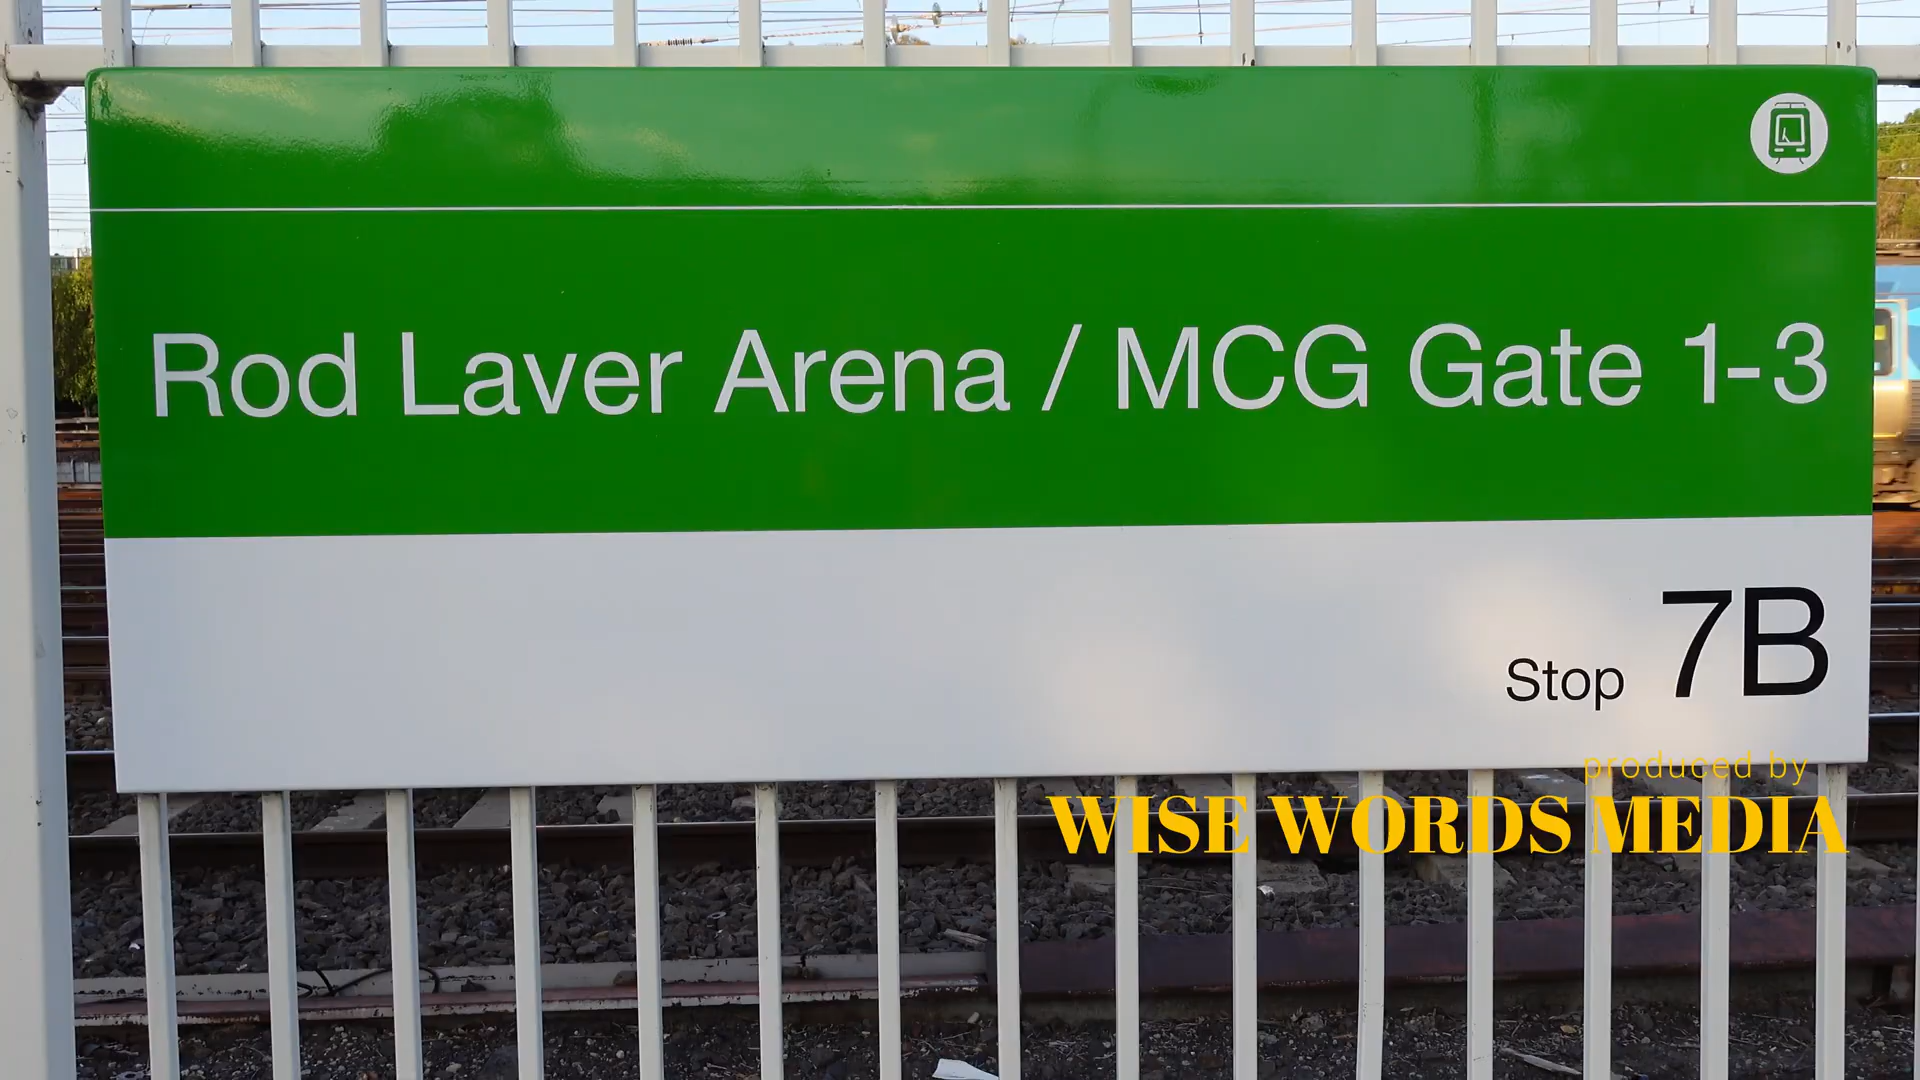 Rod Laver Arena / MCG Gate 1-3
Stop 7B
produced by
WISE WORDS MEDIA